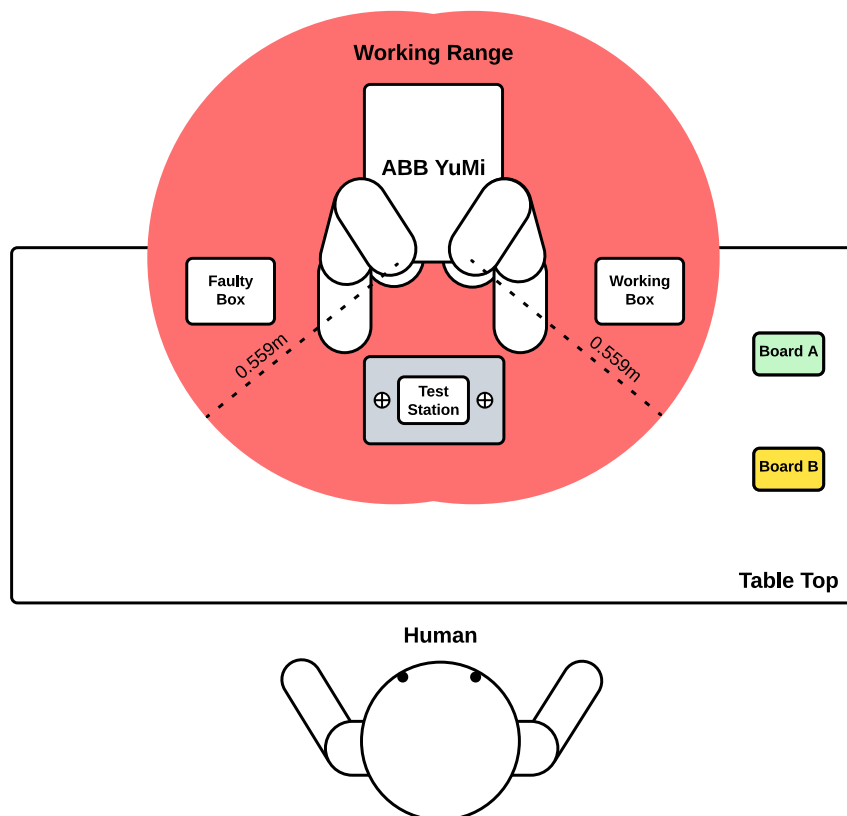 Working Range
ABB YuMi
Faulty
Box
Working
Box
0.559m
0.559m
Board A
Test
Station
Board B
Table Top
Human